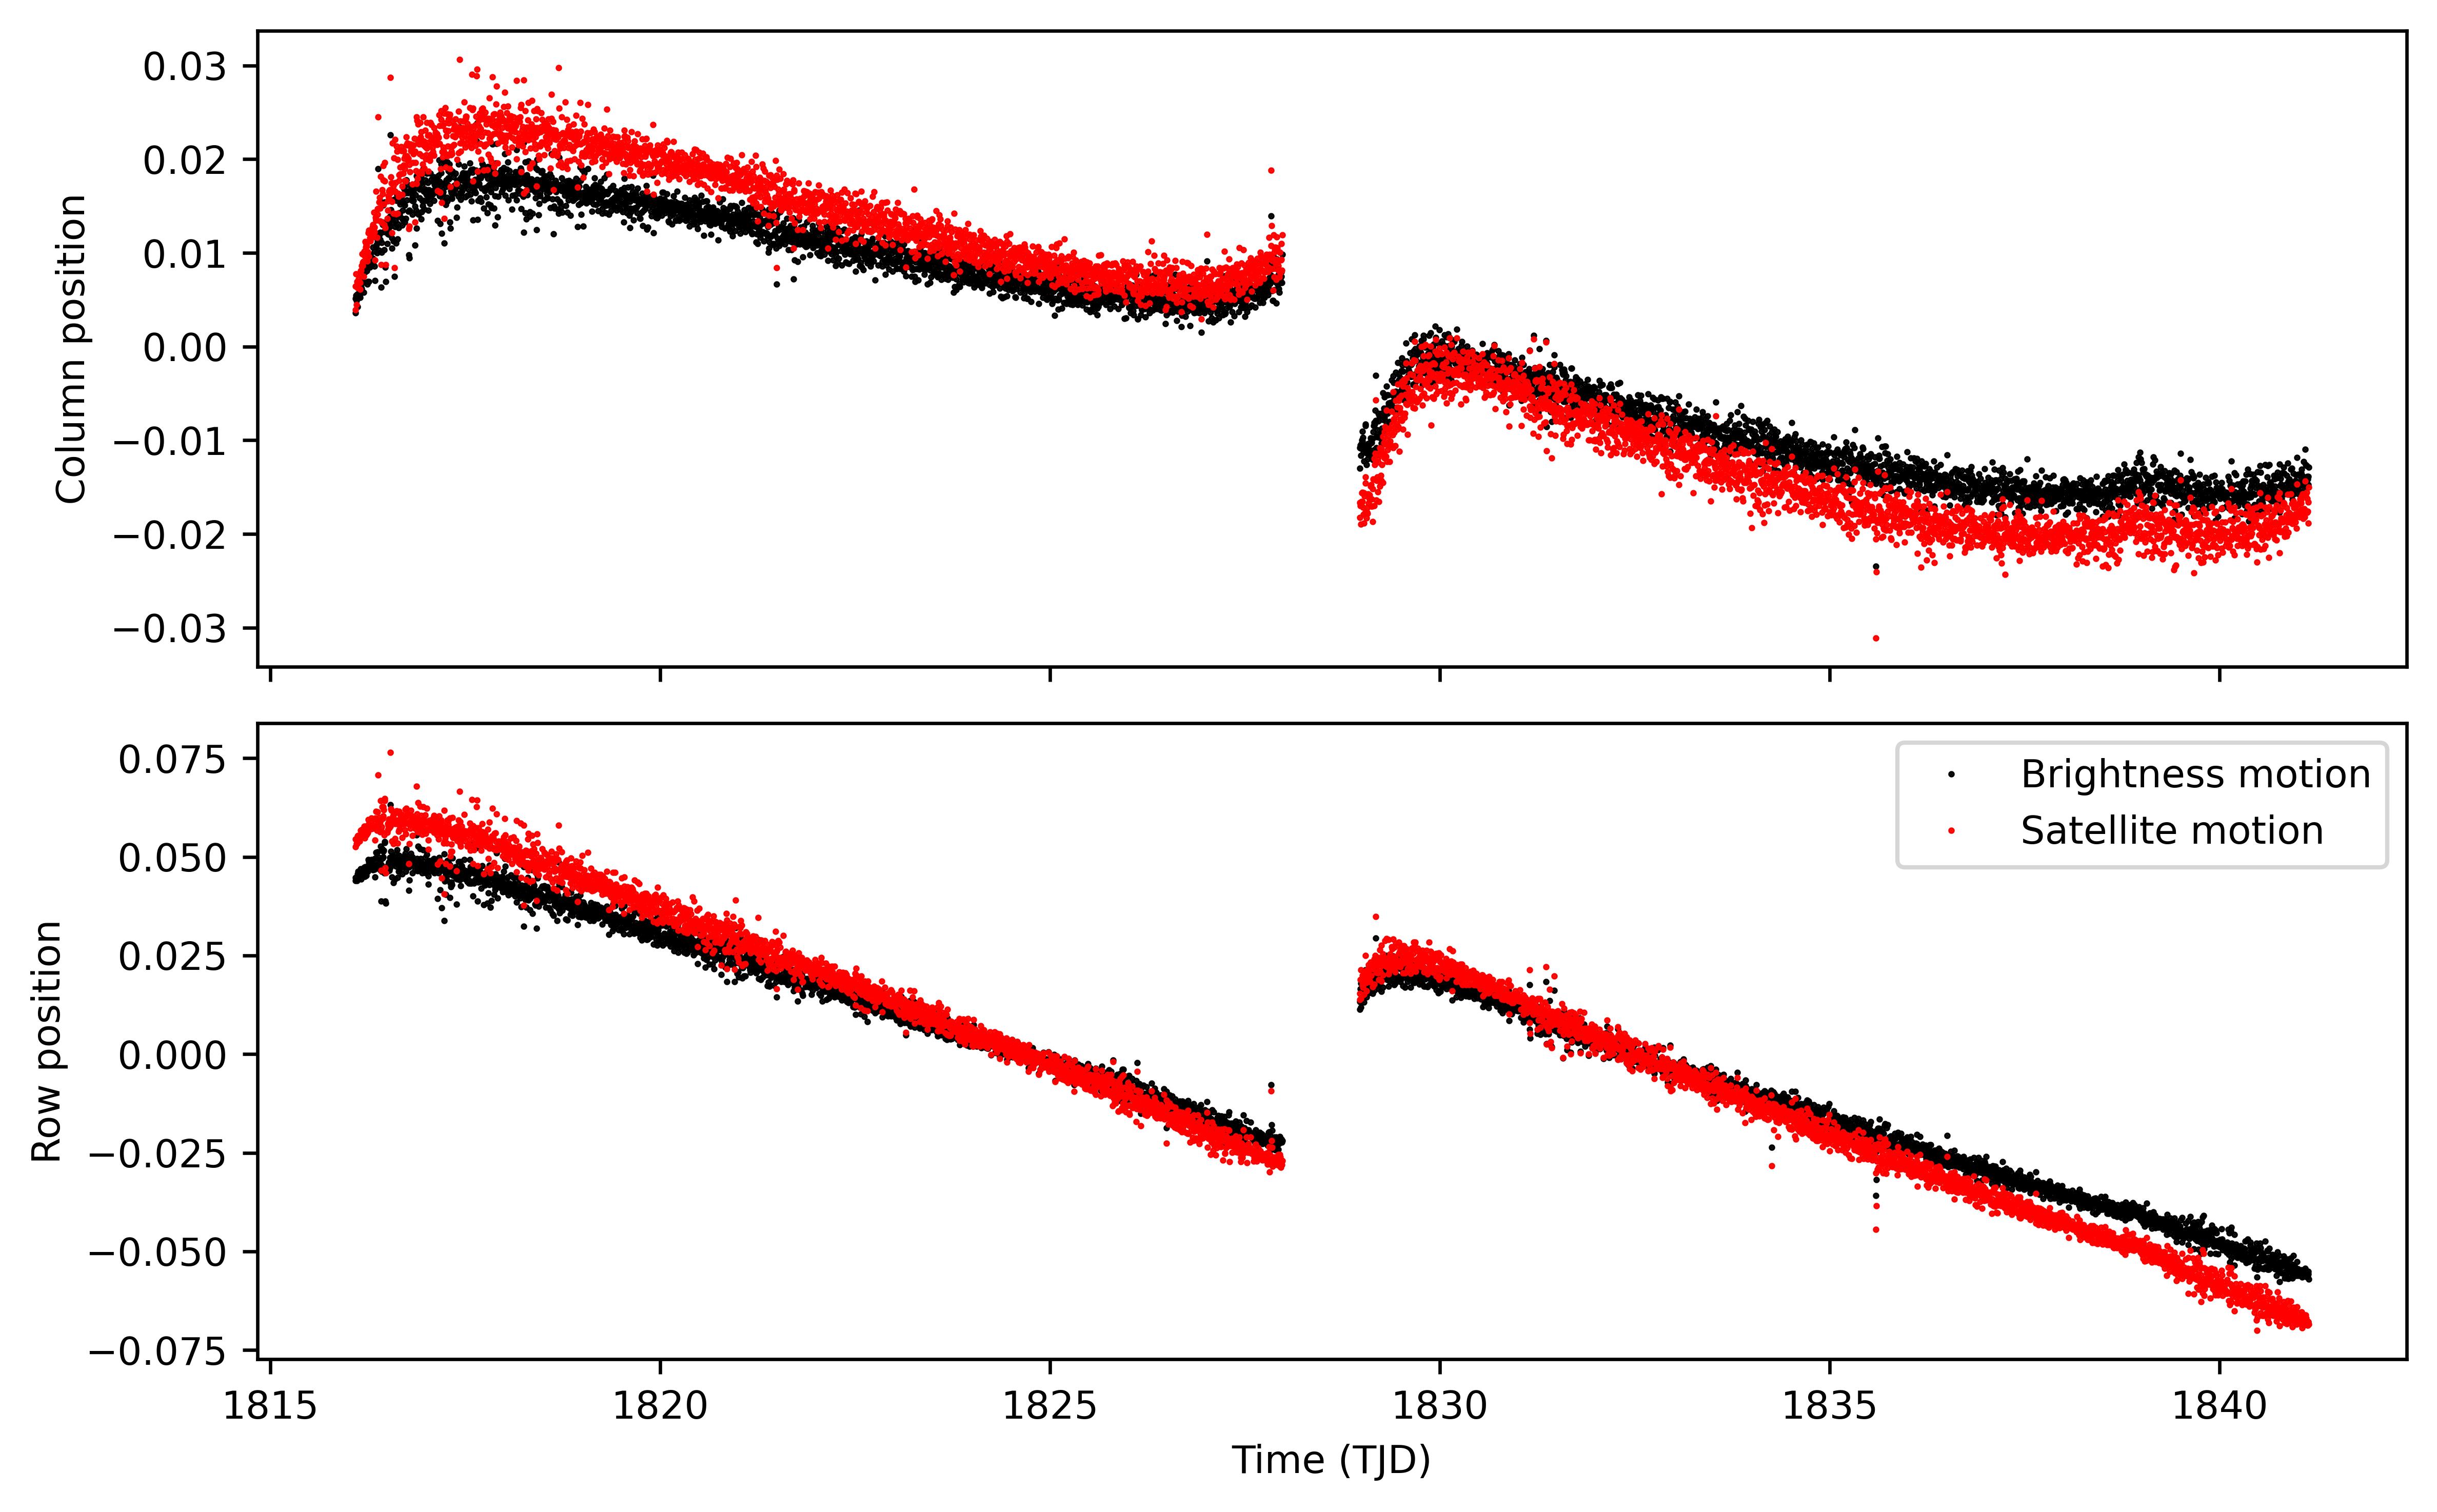 0.03
0.02
0.01
0.00
−0.01
−0.02
−0.03
Column position
0.075
0.050
0.025
0.000
−0.025
−0.050
−0.075
Row position
Brightness motion
Satellite motion
1815 1820 1825 1830 1835 1840
Time (TJD)